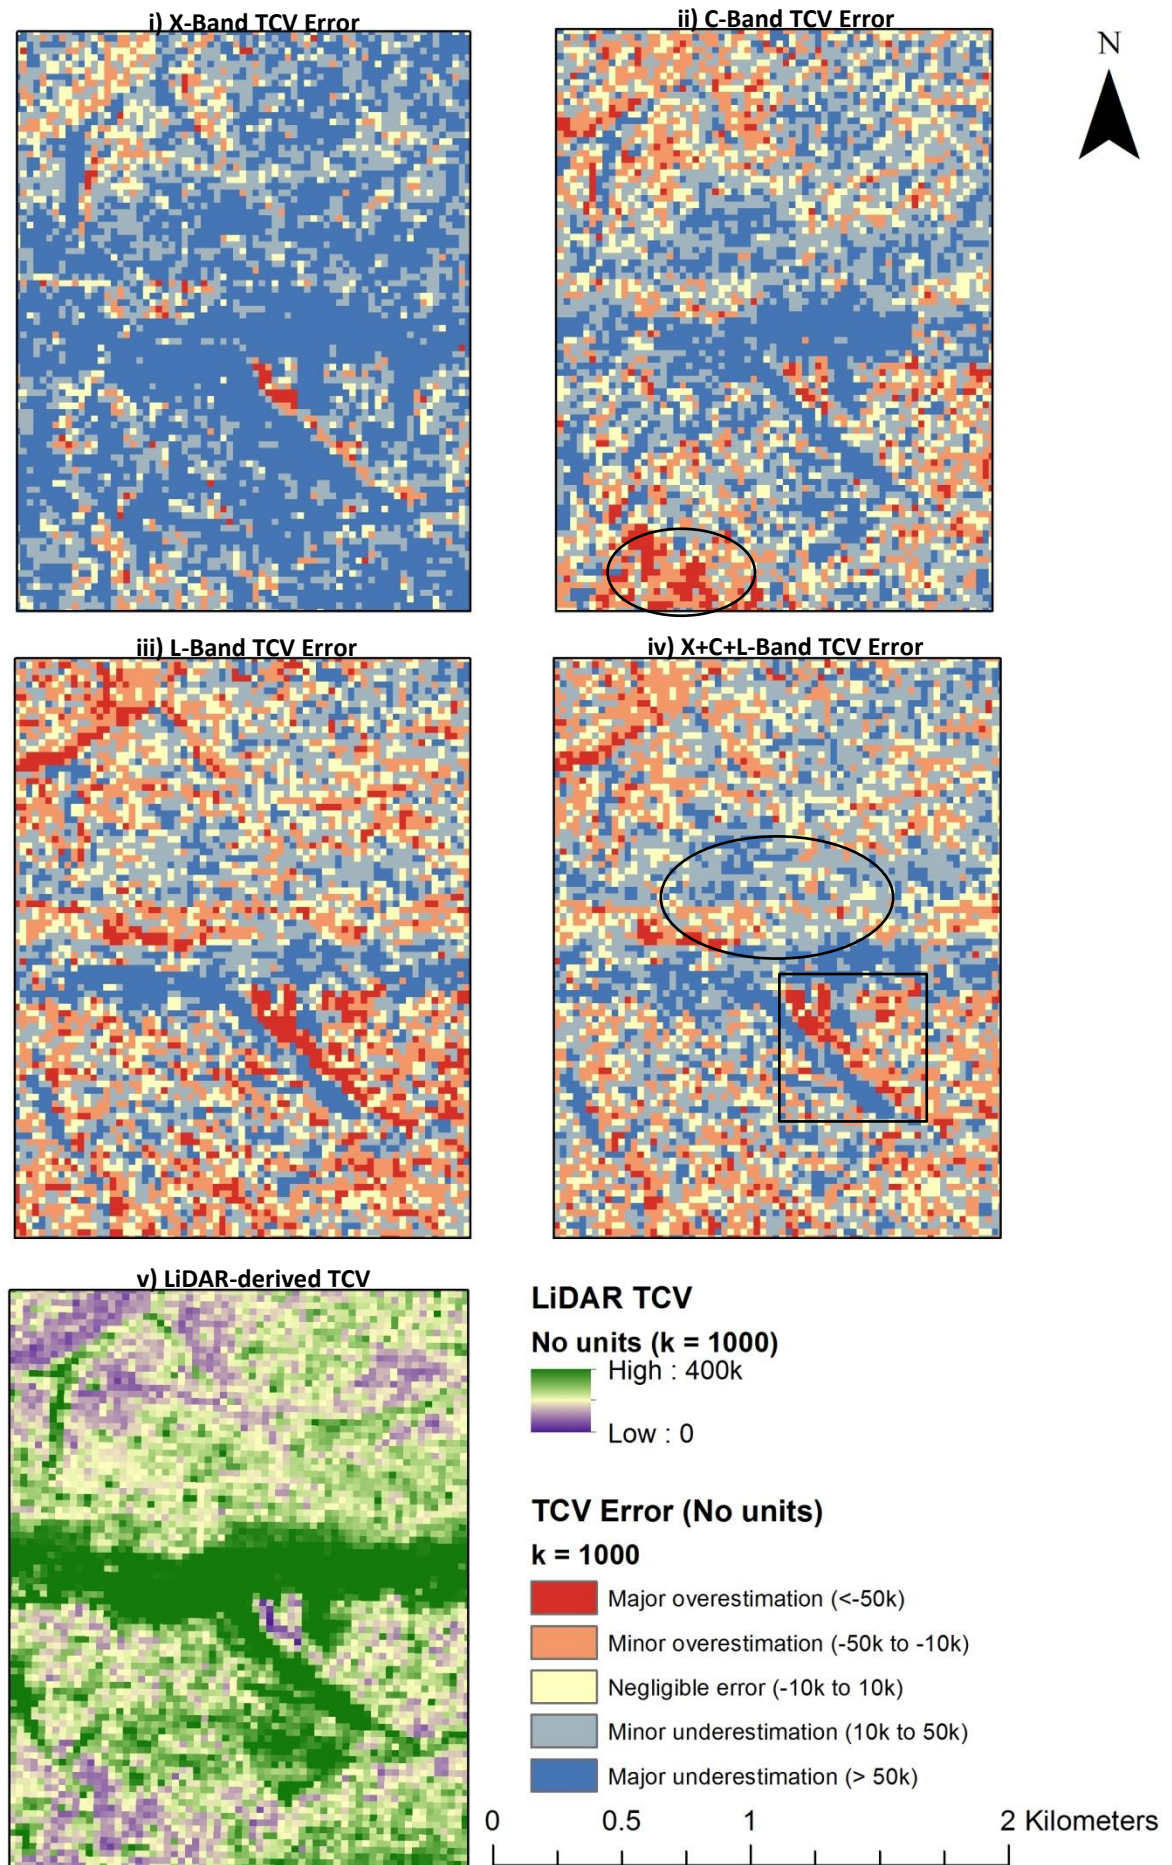 i) X-Band TCV Error
ii) C-Band TCV Error
N
iii) L-Band TCV Error
iv) X+C+L-Band TCV Error
v) LiDAR-derived TCV
LiDAR TCV
No units (k = 1000)
High : 400k
Low : 0
TCV Error (No units)
k = 1000
Major overestimation (<-50k)
Minor overestimation (-50k to -10k)
Negligible error (-10k to 10k)
Minor underestimation (10k to 50k)
Major underestimation (> 50k)
0 0.5 1 2 Kilometers